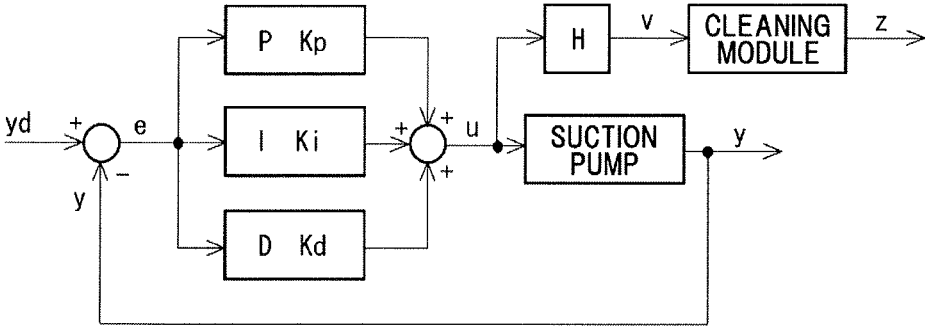 P Kp
H
v
CLEANING
MODULE
z
yd
+
e
I Ki
+
+
u
SUCTION
PUMP
y
y
−
+
D Kd